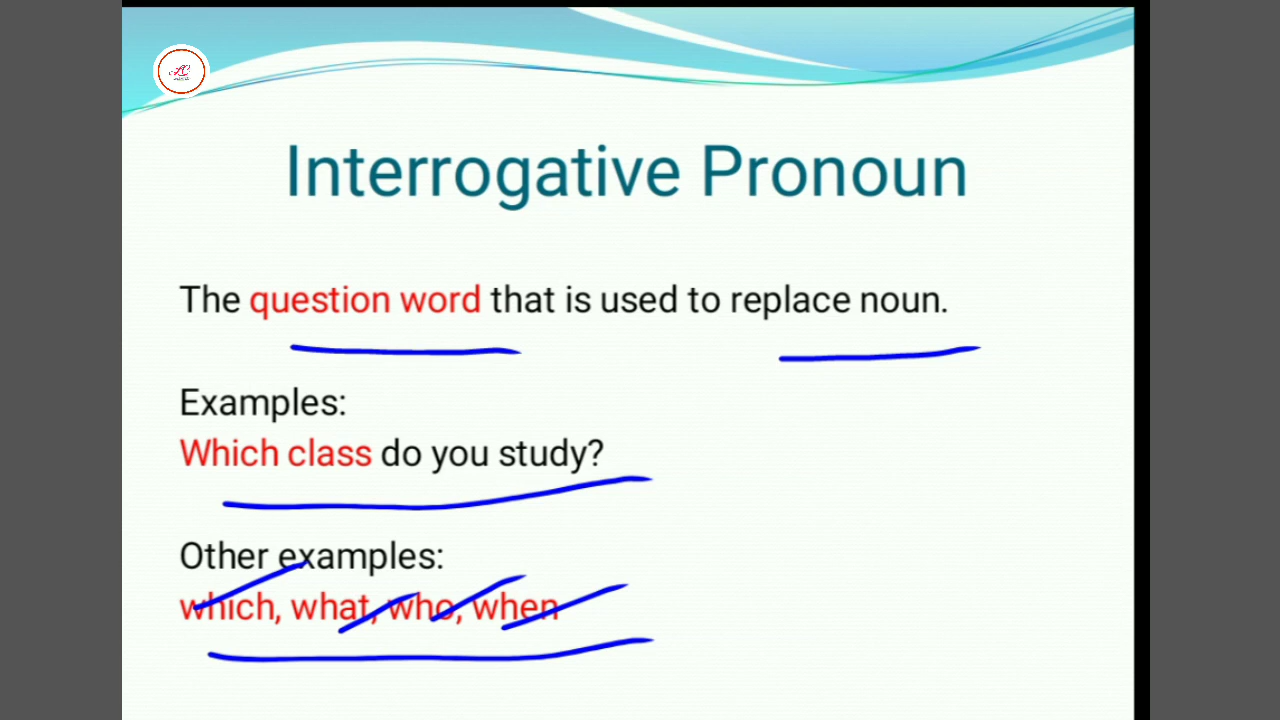 Interrogative Pronoun
The question word that is used to replace noun.
Examples:
Which class do you study?
Other examples:
which, what, who, when